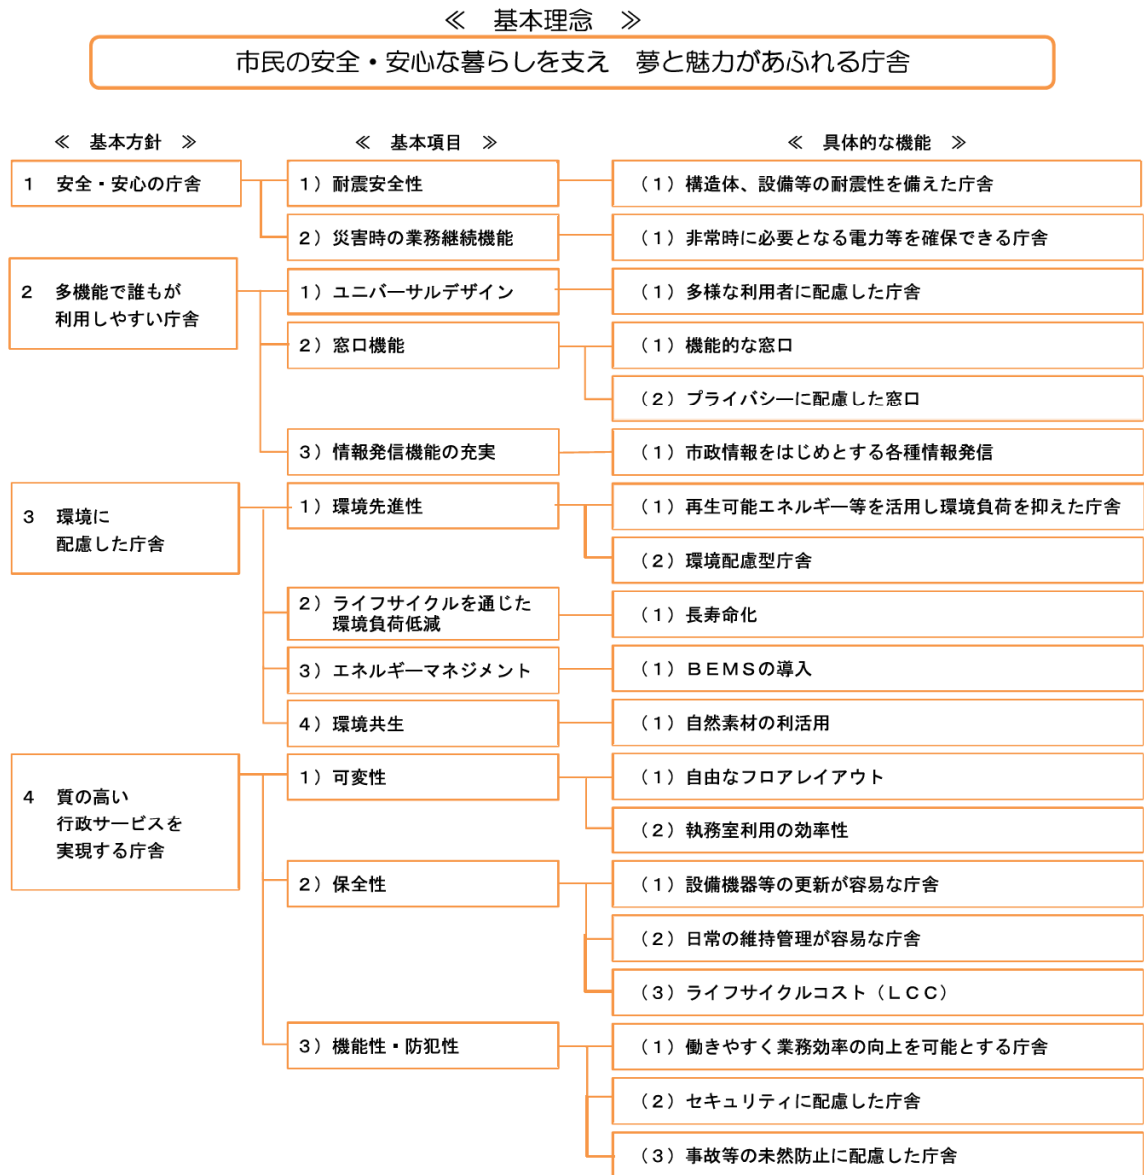 ≪ 基本理念 ≫
市民の安全・安心な暮らしを支え 夢と魅力があふれる庁舎
≪ 基本方針 ≫
≪ 基本項目 ≫
≪ 具体的な機能 ≫
1 安全・安心の庁舎
1）耐震安全性
（1）構造体、設備等の耐震性を備えた庁舎
2）災害時の業務継続機能
（1）非常時に必要となる電力等を確保できる庁舎
2 多機能で誰もが
利用しやすい庁舎
1）ユニバーサルデザイン
（1）多様な利用者に配慮した庁舎
2）窓口機能
（1）機能的な窓口
（2）プライバシーに配慮した窓口
3）情報発信機能の充実
（1）市政情報をはじめとする各種情報発信
3 環境に
配慮した庁舎
1）環境先進性
（1）再生可能エネルギー等を活用し環境負荷を抑えた庁舎
（2）環境配慮型庁舎
2）ライフサイクルを通じた
環境負荷低減
（1）長寿命化
3）エネルギーマネジメント
（1）ＢＥＭＳの導入
4）環境共生
（1）自然素材の利活用
4 質の高い
行政サービスを
実現する庁舎
1）可変性
（1）自由なフロアレイアウト
（2）執務室利用の効率性
2）保全性
（1）設備機器等の更新が容易な庁舎
（2）日常の維持管理が容易な庁舎
（3）ライフサイクルコスト（ＬＣＣ）
3）機能性・防犯性
（1）働きやすく業務効率の向上を可能とする庁舎
（2）セキュリティに配慮した庁舎
（3）事故等の未然防止に配慮した庁舎